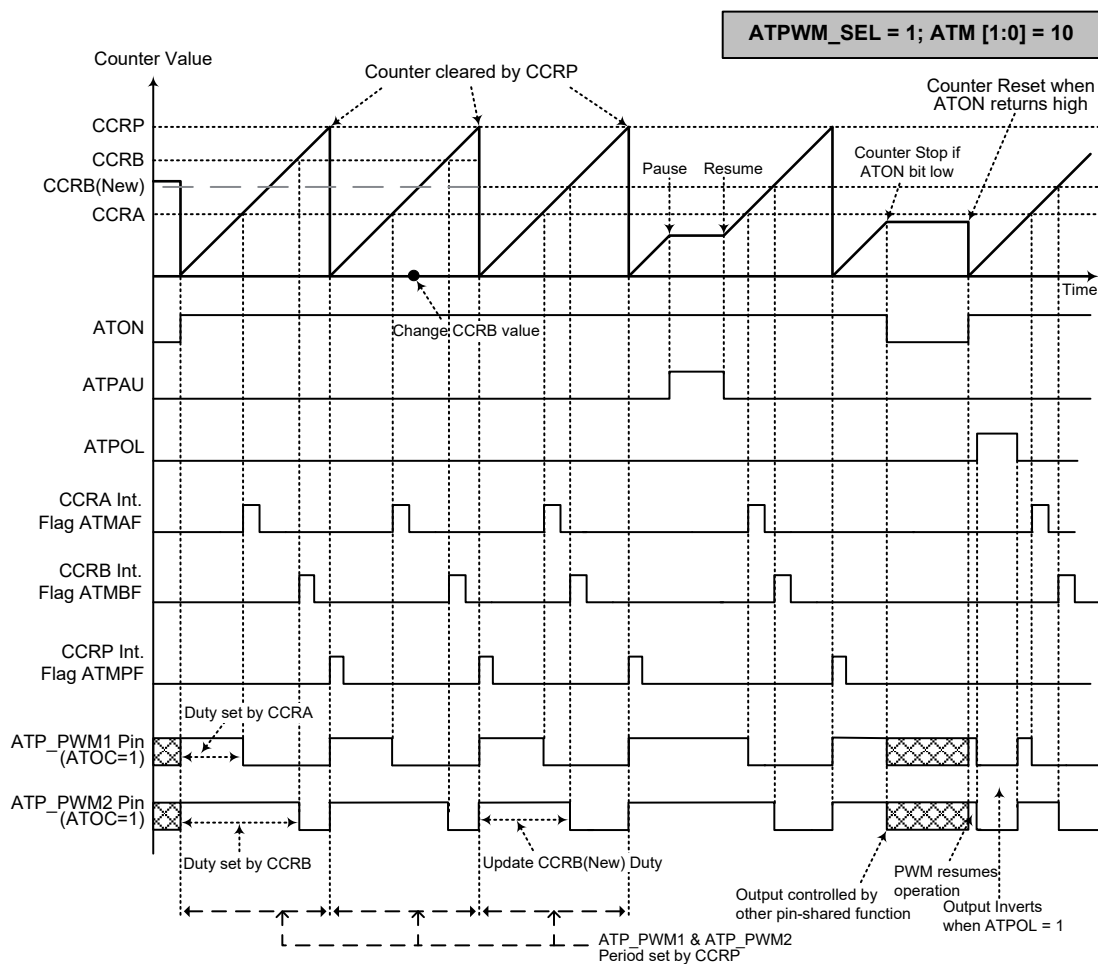 ATPWM_SEL = 1; ATM [1:0] = 10
Counter Value
Counter cleared by CCRP
Counter Reset when
ATON returns high
CCRP
CCRB
CCRB(New)
CCRA
Pause
Resume
Counter Stop if
ATON bit low
Time
Change CCRB value
ATON
ATPAU
ATPOL
CCRA Int.
Flag ATMAF
CCRB Int.
Flag ATMBF
CCRP Int.
Flag ATMPF
Duty set by CCRA
ATP_PWM1 Pin
(ATOC=1)
ATP_PWM2 Pin
(ATOC=1)
Duty set by CCRB
Update CCRB(New) Duty
Output controlled by
other pin-shared function
PWM resumes
operation
Output Inverts
when ATPOL = 1
ATP_PWM1 & ATP_PWM2
Period set by CCRP